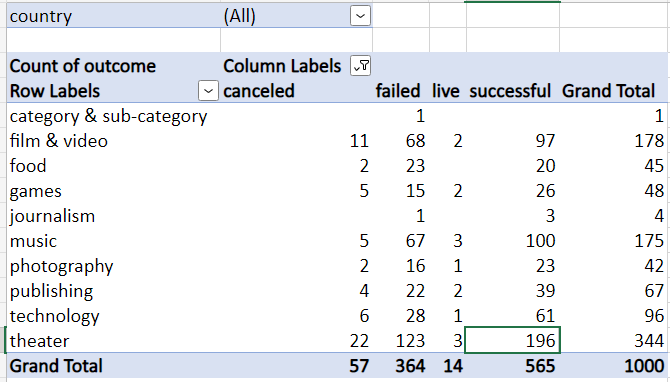 country (All)
Count of outcome Column Labels
Row Labels canceled failed live successful Grand Total
category & sub-category 1 1
film & video 11 68 2 97 178
food 2 23 20 45
games 5 15 2 26 48
journalism 1 3 4
music 5 67 3 100 175
photography 2 16 1 23 42
publishing 4 22 2 39 67
technology 6 28 1 61 96
theater 22 123 3 196 344
Grand Total 57 364 14 565 1000